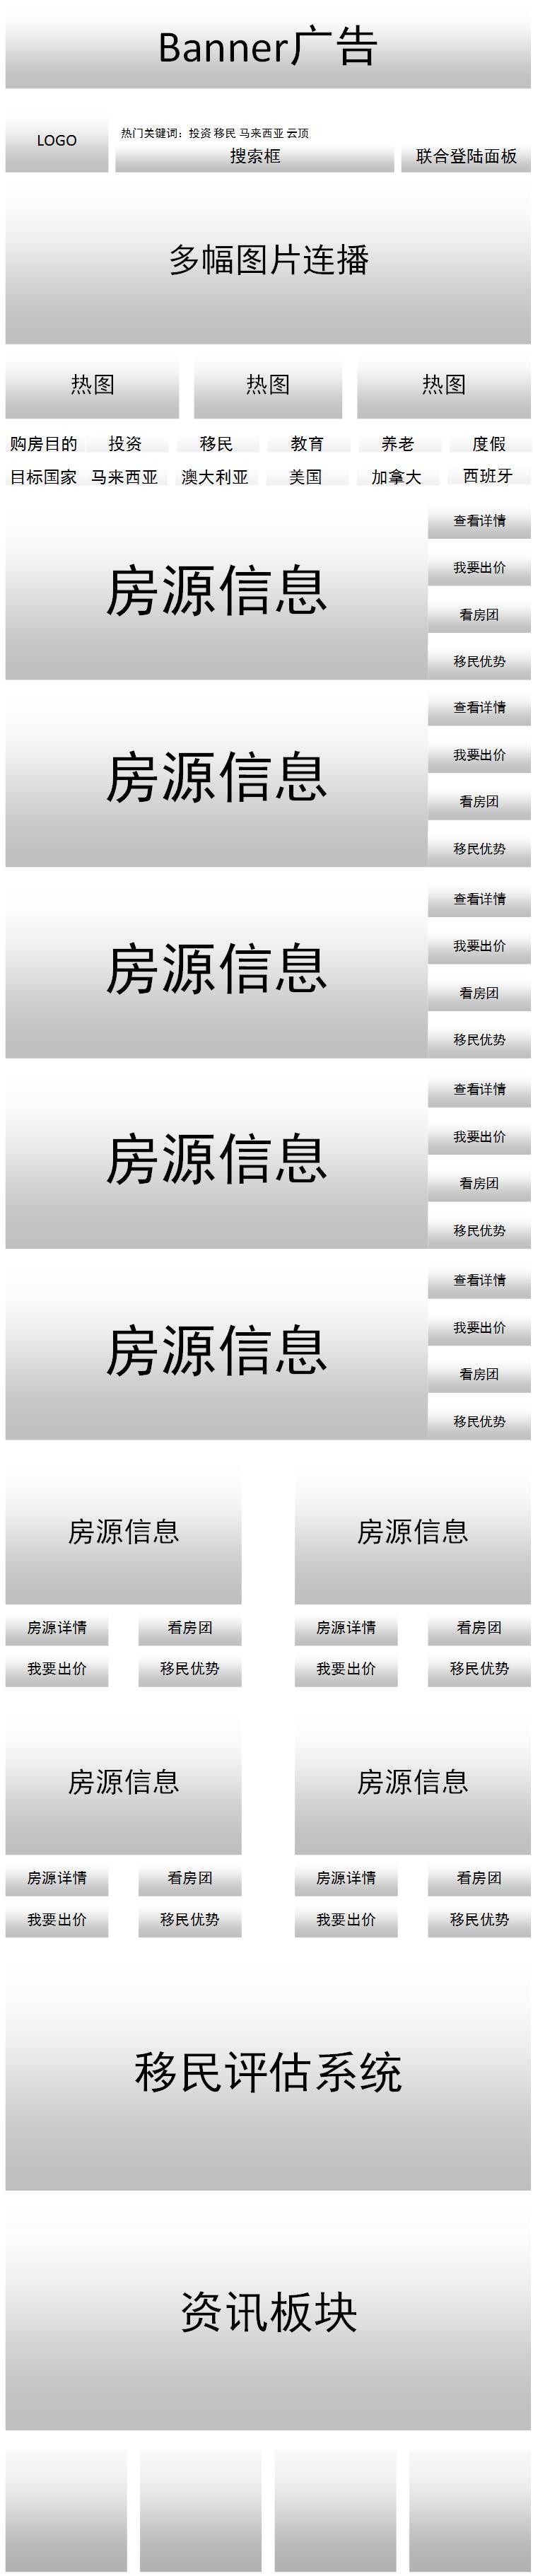 Banner广告
LOGO
热门关键词：投资 移民 马来西亚 云顶
搜索框
联合登陆面板
多幅图片连播
热图 热图 热图
购房目的 投资 移民 教育 养老 度假
目标国家 马来西亚 澳大利亚 美国 加拿大 西班牙
房源信息
查看详情
我要出价
看房团
移民优势
房源信息
查看详情
我要出价
看房团
移民优势
房源信息
查看详情
我要出价
看房团
移民优势
房源信息
查看详情
我要出价
看房团
移民优势
房源信息
查看详情
我要出价
看房团
移民优势
房源信息 房源信息
房源详情 看房团 房源详情 看房团
我要出价 移民优势 我要出价 移民优势
房源信息 房源信息
房源详情 看房团 房源详情 看房团
我要出价 移民优势 我要出价 移民优势
移民评估系统
资讯板块